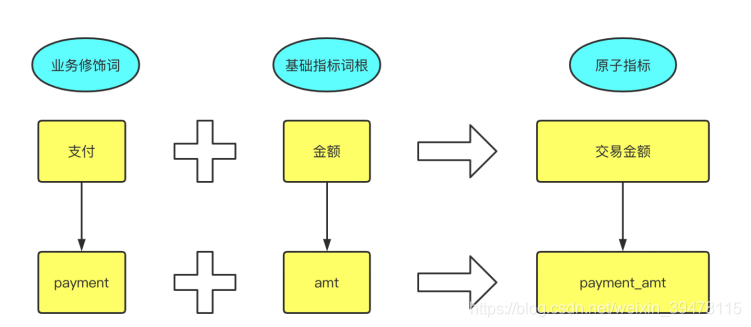 业务修饰词
基础指标词根
原子指标
支付
金额
交易金额
payment
amt
payment_amt
https://blog.csdn.net/weixin_39473115